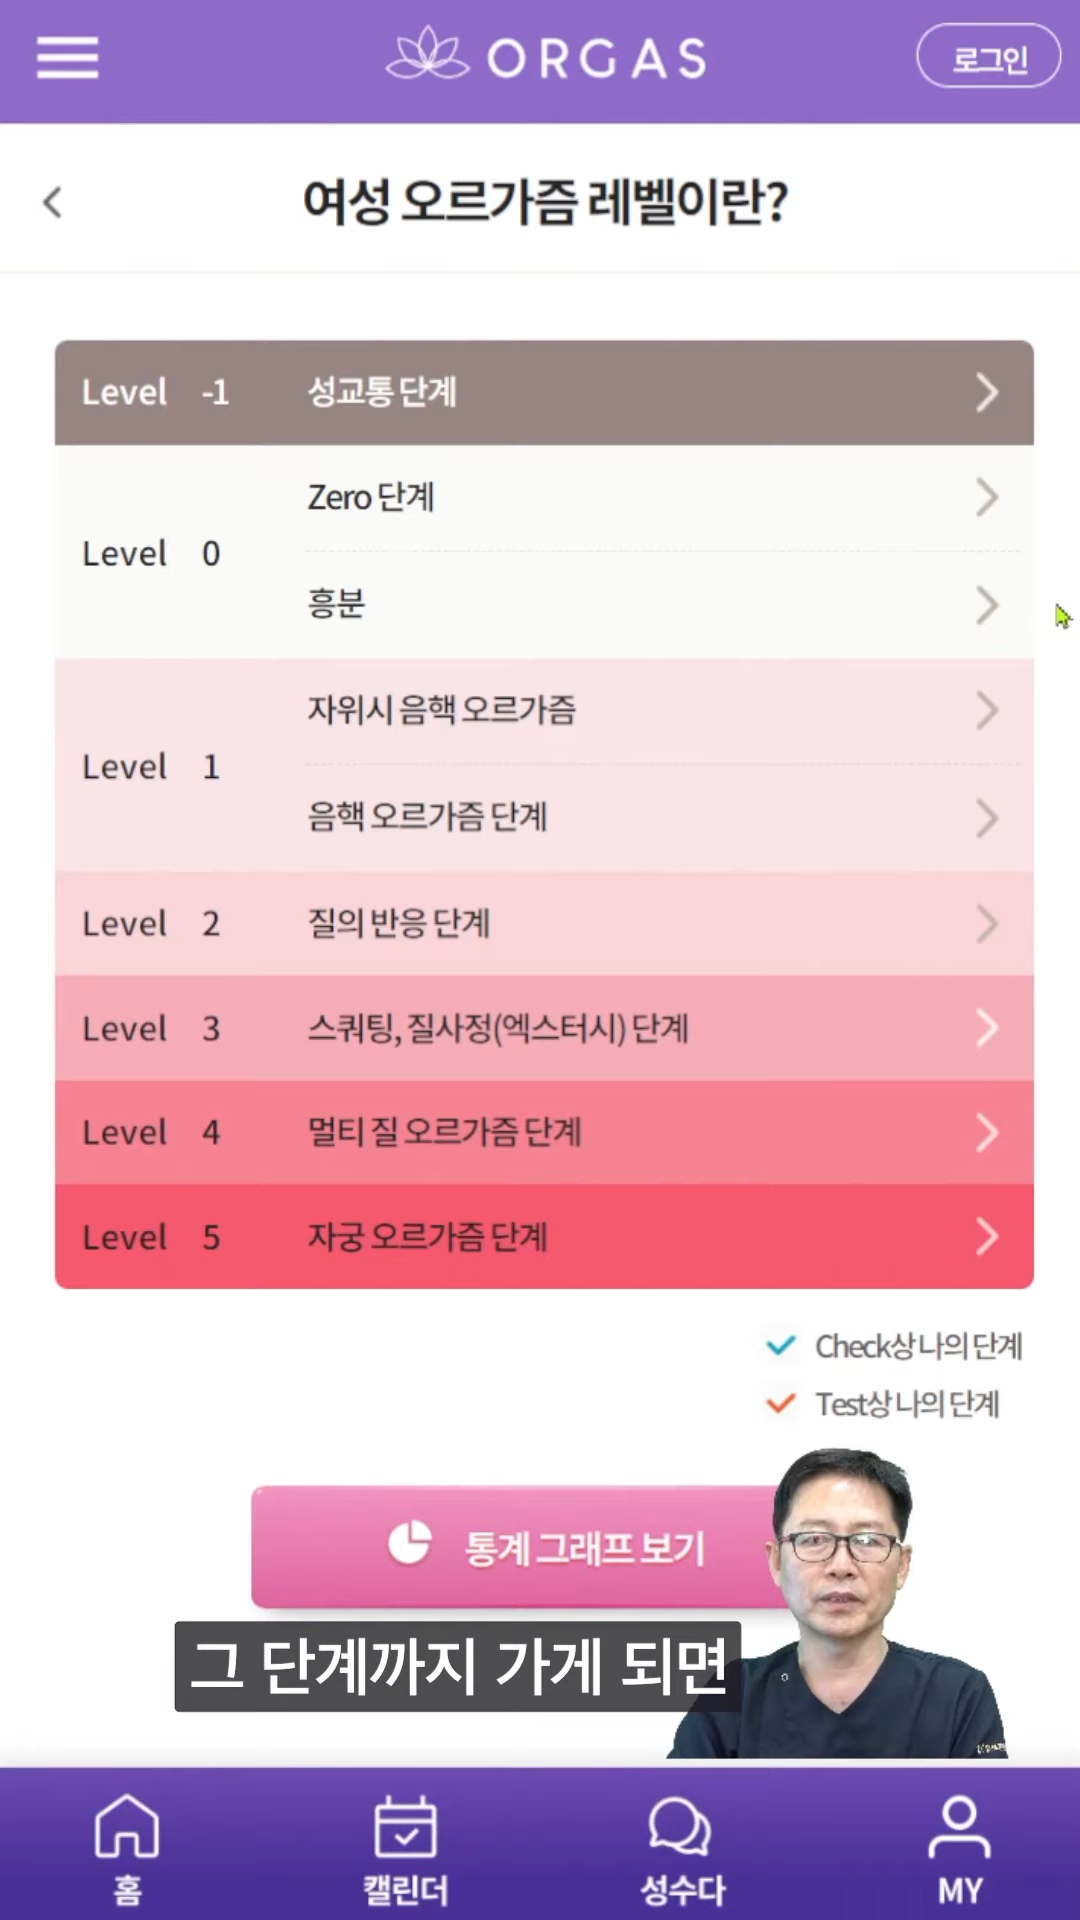 ORGAS
로그인
여성 오르가즘 레벨이란?
Level -1 성교통 단계
Level 0
Zero 단계
흥분
Level 1
자위시 음핵 오르가즘
음핵 오르가즘 단계
Level 2 질의 반응 단계
Level 3 스쿼팅, 질사정(엑스터시) 단계
Level 4 멀티 질 오르가즘 단계
Level 5 자궁 오르가즘 단계
Check상 나의 단계
Test상 나의 단계
통계 그래프 보기
그 단계까지 가게 되면
홈 캘린더 성수다 MY